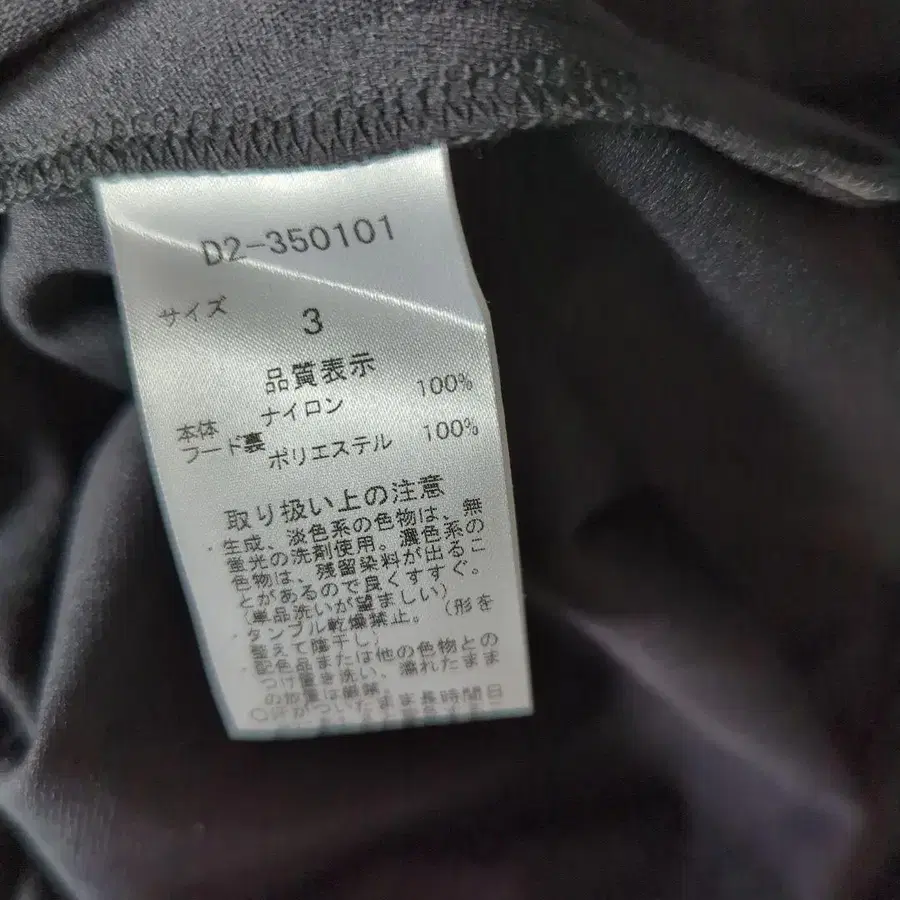 D2-350101
サイズ 3
品質表示
本体 ナイロン 100%
フード裏 ポリエステル 100%
取り扱い上の注意
・生成、淡色系の色物は、無
蛍光の洗剤使用。濃色系の
色物は、残留染料が出るこ
とがあるので良くすすぐ。
(単品洗いが望ましい)
・タンブル乾燥禁止。(形を
整えて陰干し)
・配色品または他の色物との
つけ置き洗い、濡れたまま
の放置は厳禁。
たまま長時間日